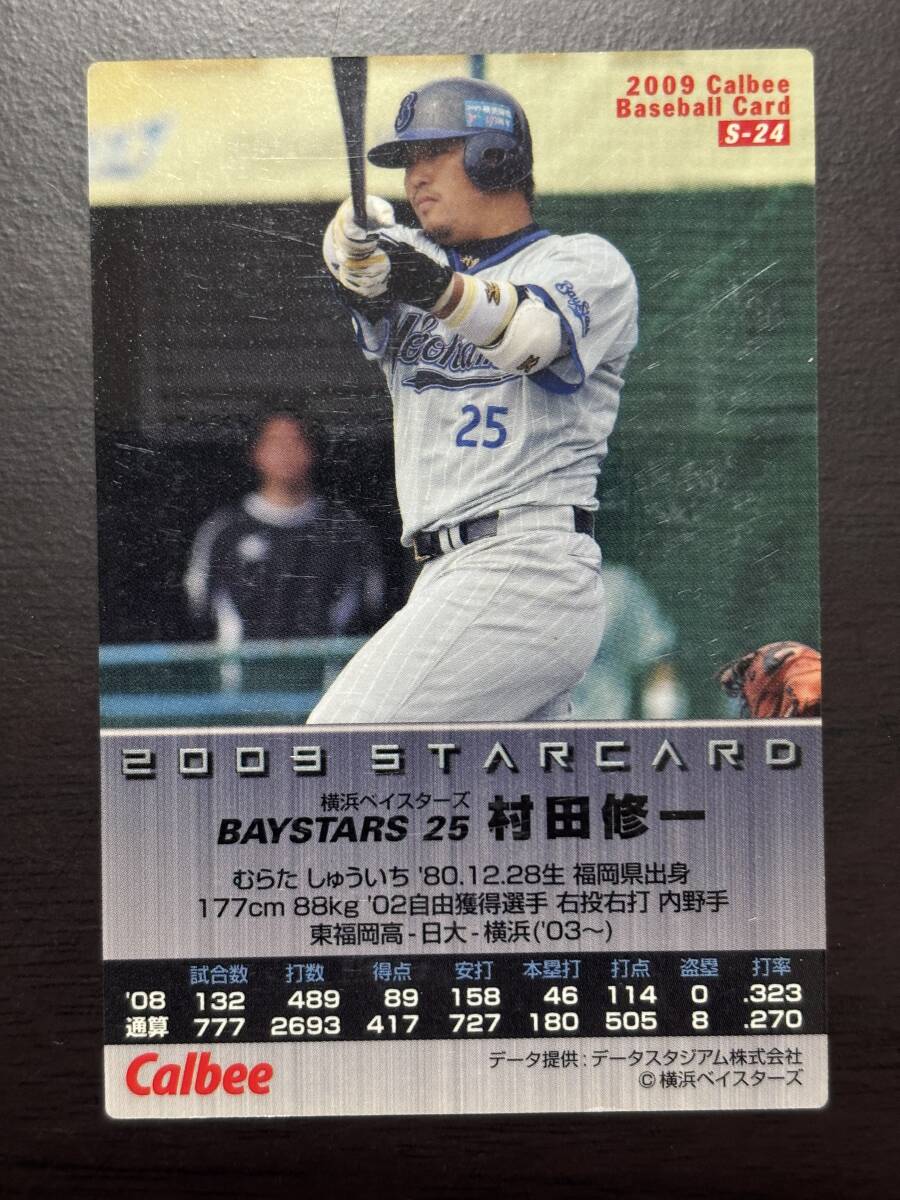 2009 Calbee
Baseball Card
S-24
B
BayStars
25
2009 STARCARD
横浜ベイスターズ
BAYSTARS 25 村田修一
むらた しゅういち '80.12.28生 福岡県出身
177cm 88kg '02自由獲得選手 右投右打 内野手
東福岡高-日大-横浜('03〜)
試合数 打数 得点 安打 本塁打 打点 盗塁 打率
'08 132 489 89 158 46 114 0 .323
通算 777 2693 417 727 180 505 8 .270
Calbee
データ提供:データスタジアム株式会社
©横浜ベイスターズ